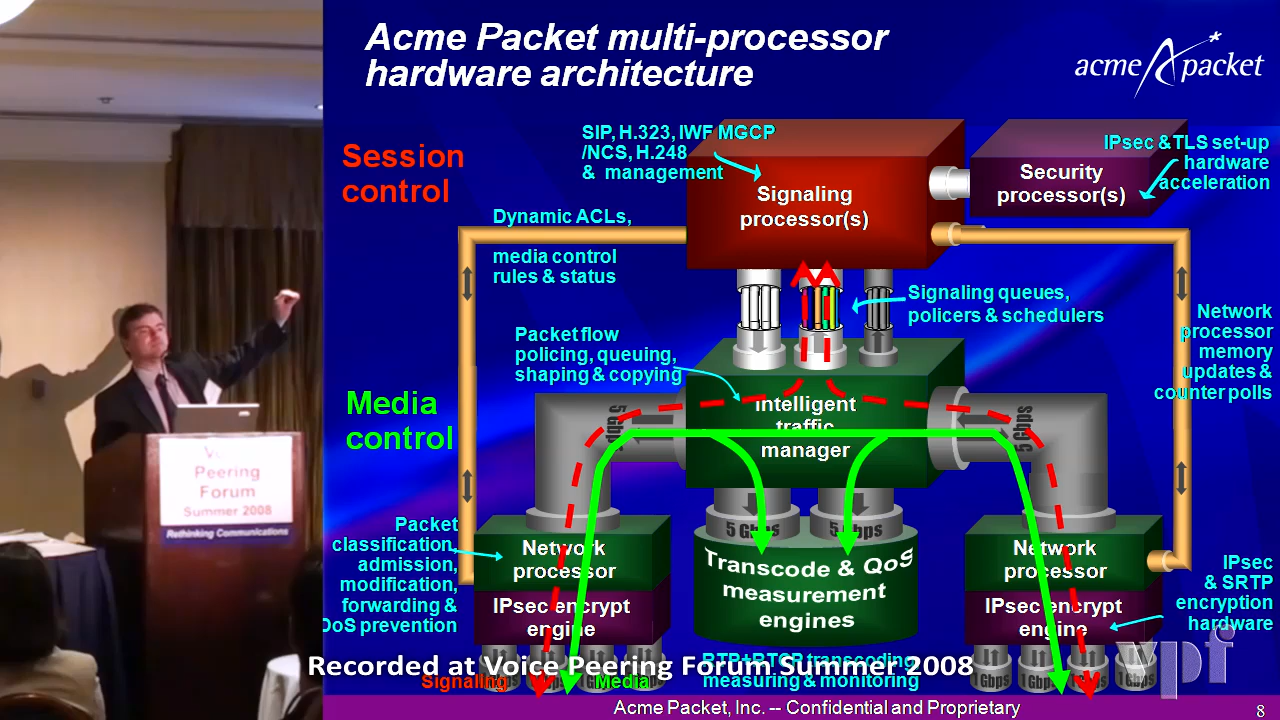 Acme Packet multi-processor
hardware architecture
acme packet
Session
control
SIP, H.323, IWF MGCP
/NCS, H.248
& management
Signaling
processor(s)
Security
processor(s)
IPsec & TLS set-up
hardware
acceleration
Dynamic ACLs,
media control
rules & status
Signaling queues,
policers & schedulers
Packet flow
policing, queuing,
shaping & copying
Network
processor
memory
updates &
counter polls
Media
control
5 Gbps
Intelligent
traffic
manager
5 Gbps
5 Gbps
5 Gbps
Peering
Forum
Summer 2008
Rethinking Communications
Packet
classification,
admission,
modification,
forwarding &
DoS prevention
Network
processor
IPsec encrypt
engine
Transcode & QoS
measurement
engines
Network
processor
IPsec encrypt
engine
IPsec
& SRTP
encryption
hardware
RTP+RTCP transcoding,
measuring & monitoring
Recorded at Voice Peering Forum Summer 2008
Signaling
Media
1 Gbps
1 Gbps
vpf
Acme Packet, Inc. -- Confidential and Proprietary
8